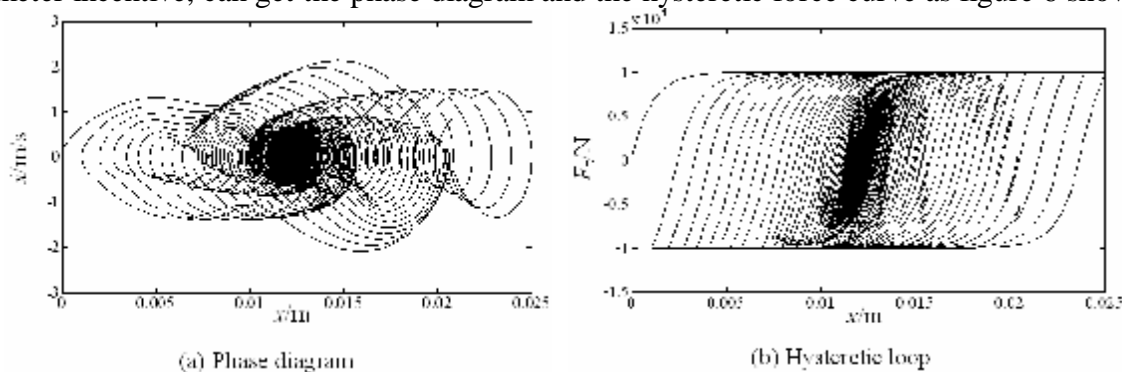 meter incentive, can get the phase diagram and the hysteretic force curve as figure 6 show
3
2
1
0
-1
-2
-3
x/m/s
0 0.005 0.01 0.015 0.02 0.025
x/m
(a) Phase diagram
×10⁴
1.5
1
0.5
0
-0.5
-1
-1.5
0 0.005 0.01 0.015 0.02 0.025
x/m
(b) Hysteretic loop